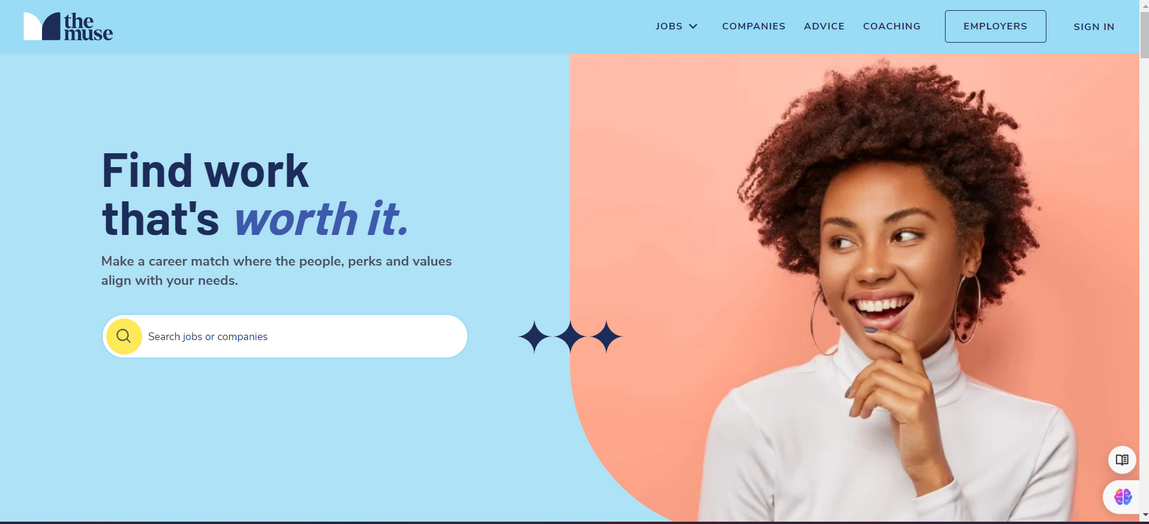 the
muse
JOBS
COMPANIES
ADVICE
COACHING
EMPLOYERS
SIGN IN
Find work
that's worth it.
Make a career match where the people, perks and values
align with your needs.
Search jobs or companies